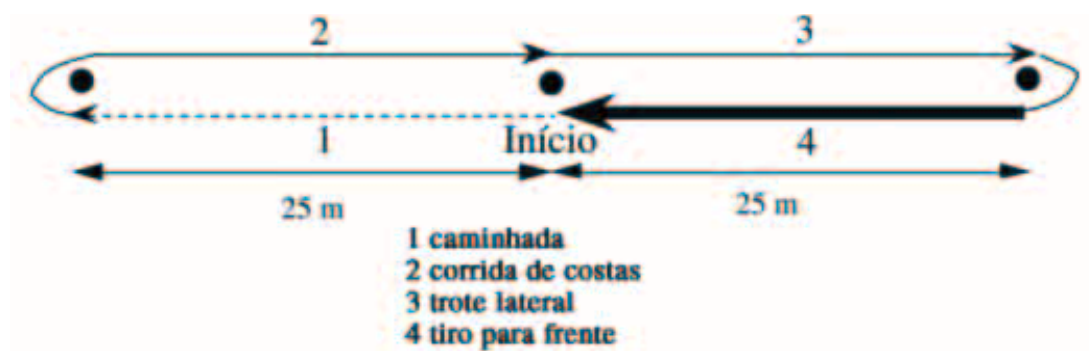 2 3
1 Início 4
25 m 25 m
1 caminhada
2 corrida de costas
3 trote lateral
4 tiro para frente